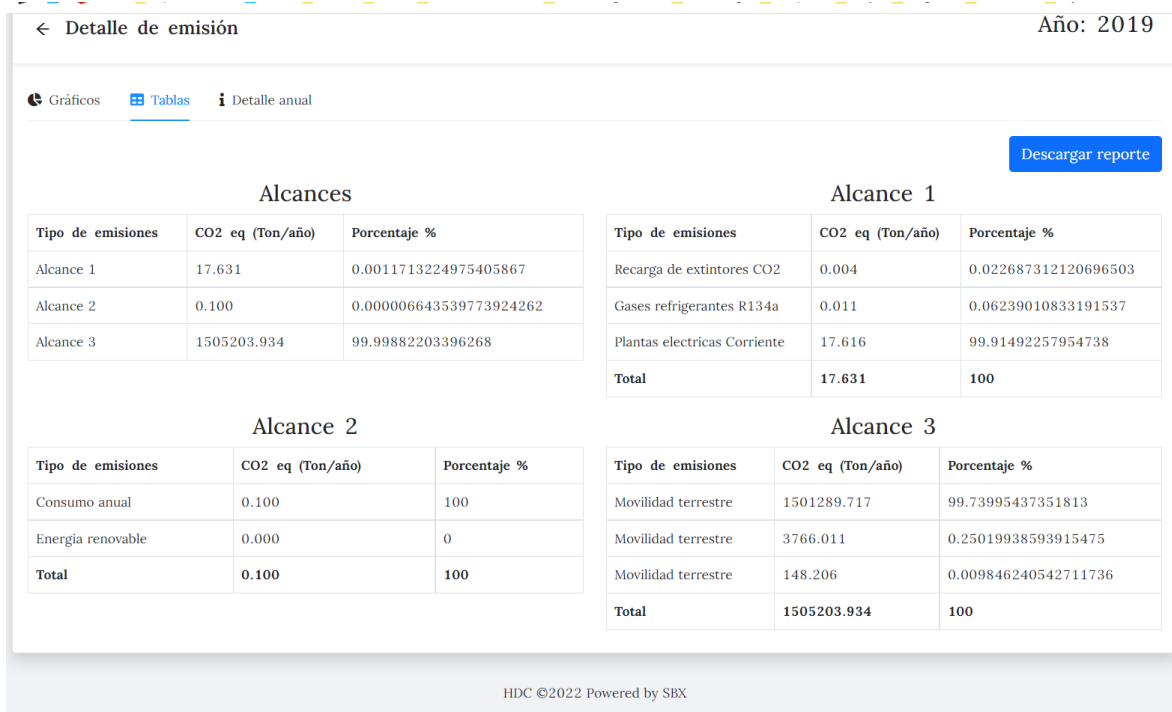 ← Detalle de emisión Año: 2019
Gráficos Tablas Detalle anual
Descargar reporte
Alcances
Tipo de emisiones CO2 eq (Ton/año) Porcentaje %
Alcance 1 17.631 0.0011713224975405867
Alcance 2 0.100 0.000006643539773924262
Alcance 3 1505203.934 99.99882203396268
Alcance 1
Tipo de emisiones CO2 eq (Ton/año) Porcentaje %
Recarga de extintores CO2 0.004 0.022687312120696503
Gases refrigerantes R134a 0.011 0.06239010833191537
Plantas electricas Corriente 17.616 99.91492257954738
Total 17.631 100
Alcance 2
Tipo de emisiones CO2 eq (Ton/año) Porcentaje %
Consumo anual 0.100 100
Energia renovable 0.000 0
Total 0.100 100
Alcance 3
Tipo de emisiones CO2 eq (Ton/año) Porcentaje %
Movilidad terrestre 1501289.717 99.73995437351813
Movilidad terrestre 3766.011 0.25019938593915475
Movilidad terrestre 148.206 0.009846240542711736
Total 1505203.934 100
HDC ©2022 Powered by SBX